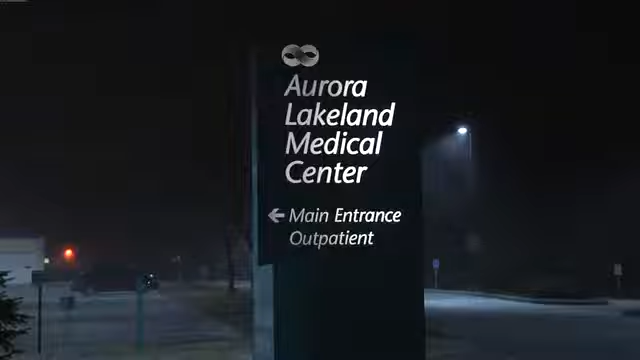 Aurora
Lakeland
Medical
Center
Main Entrance
Outpatient